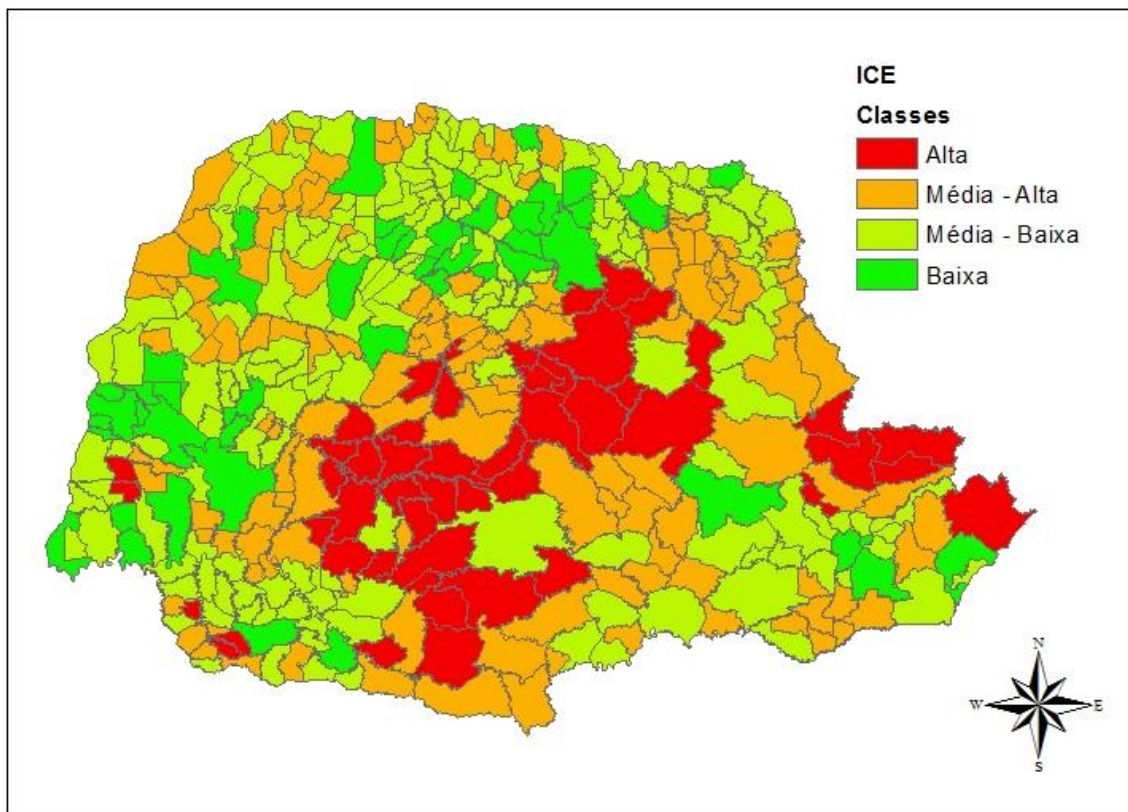 ICE
Classes
Alta
Média - Alta
Média - Baixa
Baixa
N
W E
S